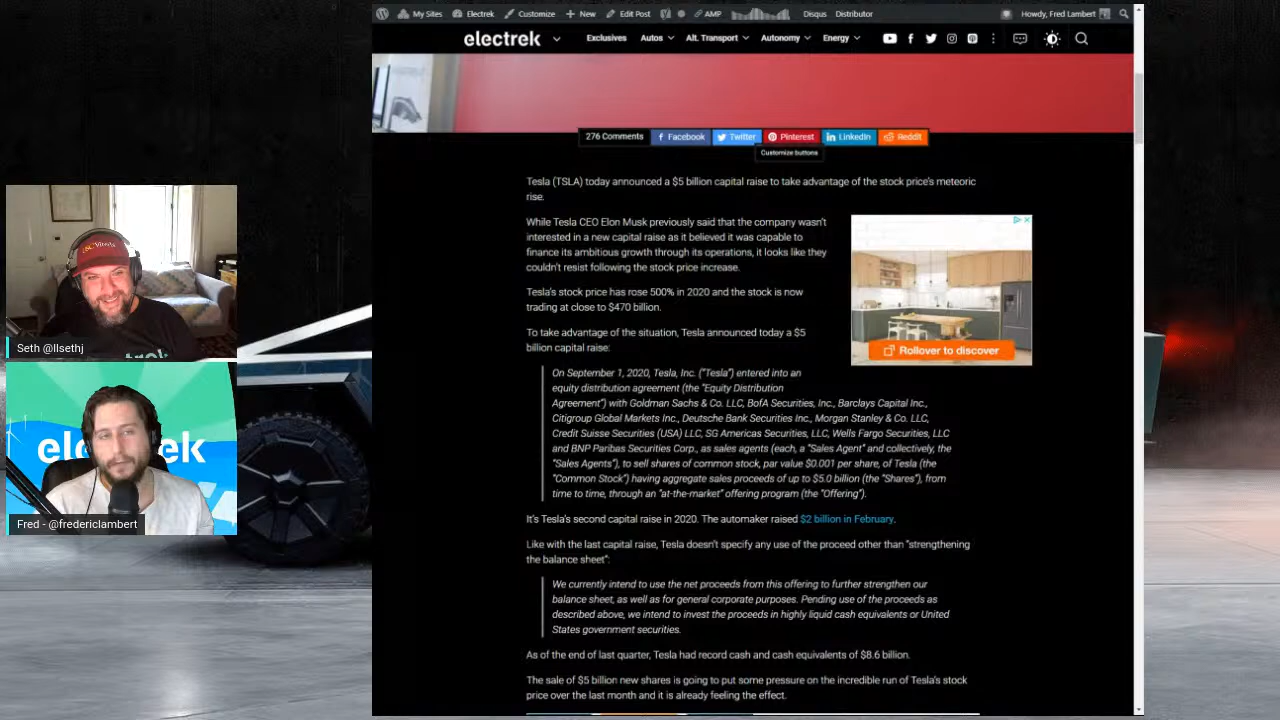 My Sites
Electrek
Customize
New
Edit Post
AMP
Disqus
Distributor
Howdy, Fred Lambert
electrek
Exclusives
Autos
Alt. Transport
Autonomy
Energy
276 Comments
Facebook
Twitter
Pinterest
LinkedIn
Reddit
Customize buttons
Tesla (TSLA) today announced a $5 billion capital raise to take advantage of the stock price's meteoric
rise.
While Tesla CEO Elon Musk previously said that the company wasn't
interested in a new capital raise as it believed it was capable to
finance its ambitious growth through its operations, it looks like they
couldn't resist following the stock price increase.
Tesla's stock price has rose 500% in 2020 and the stock is now
trading at close to $470 billion.
To take advantage of the situation, Tesla announced today a $5
billion capital raise:
Rollover to discover
On September 1, 2020, Tesla, Inc. ("Tesla") entered into an
equity distribution agreement (the "Equity Distribution
Agreement") with Goldman Sachs & Co. LLC, BofA Securities, Inc., Barclays Capital Inc.,
Citigroup Global Markets Inc., Deutsche Bank Securities Inc., Morgan Stanley & Co. LLC,
Credit Suisse Securities (USA) LLC, SG Americas Securities, LLC, Wells Fargo Securities, LLC
and BNP Paribas Securities Corp., as sales agents (each, a "Sales Agent" and collectively, the
"Sales Agents"), to sell shares of common stock, par value $0.001 per share, of Tesla (the
"Common Stock") having aggregate sales proceeds of up to $5.0 billion (the "Shares"), from
time to time, through an "at-the-market" offering program (the "Offering").
It's Tesla's second capital raise in 2020. The automaker raised $2 billion in February.
Like with the last capital raise, Tesla doesn't specify any use of the proceed other than "strengthening
the balance sheet":
We currently intend to use the net proceeds from this offering to further strengthen our
balance sheet, as well as for general corporate purposes. Pending use of the proceeds as
described above, we intend to invest the proceeds in highly liquid cash equivalents or United
States government securities.
As of the end of last quarter, Tesla had record cash and cash equivalents of $8.6 billion.
The sale of $5 billion new shares is going to put some pressure on the incredible run of Tesla's stock
price over the last month and it is already feeling the effect.
Seth @llsethj
Fred - @fredericlambert